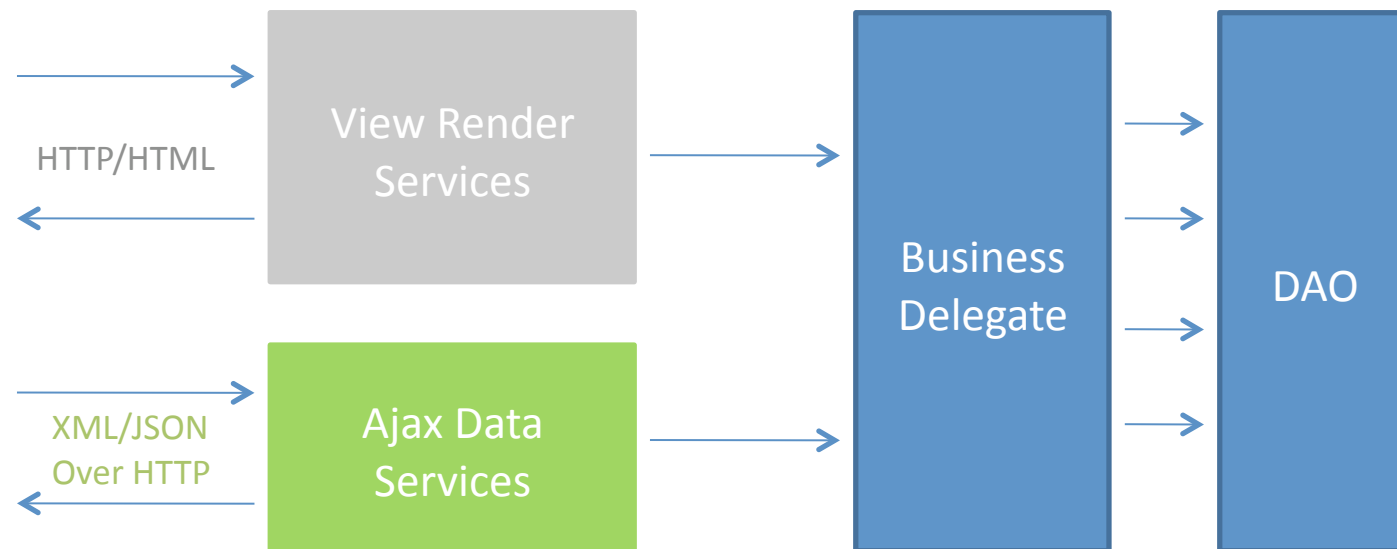 HTTP/HTML
View Render
Services
XML/JSON
Over HTTP
Ajax Data
Services
Business
Delegate
DAO